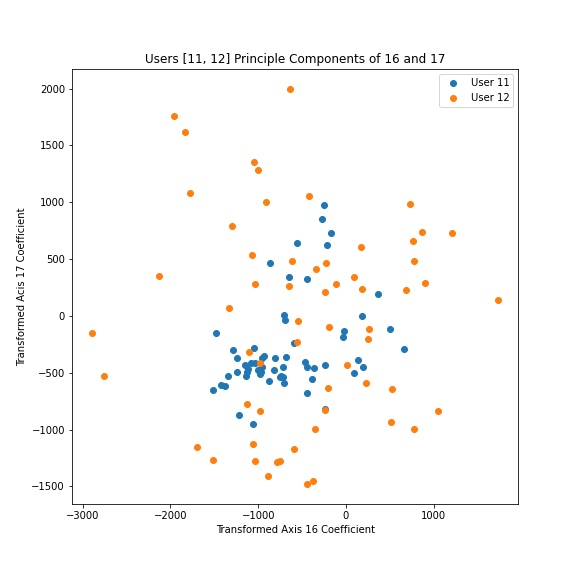 Users [11, 12] Principle Components of 16 and 17
User 11
User 12
2000
1500
1000
500
0
−500
−1000
−1500
Transformed Acis 17 Coefficient
−3000 −2000 −1000 0 1000
Transformed Axis 16 Coefficient